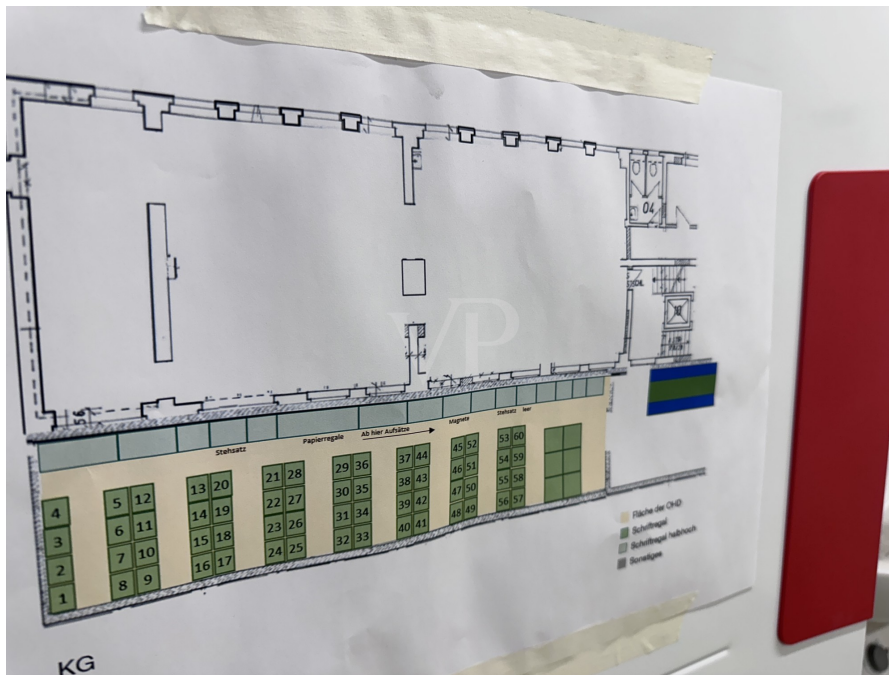 04
VP
56
Stehsatz
Papierregale
Ab hier Aufsätze
Magnete
Stehsatz leer
4 5 12 13 20 21 28 29 36 37 44 45 52 53 60
3 6 11 14 19 22 27 30 35 38 43 46 51 54 59
2 7 10 15 18 23 26 31 34 39 42 47 50 55 58
1 8 9 16 17 24 25 32 33 40 41 48 49 56 57
Fläche der OHD
Schriftregal
Schriftregal halbhoch
Sonstiges
KG